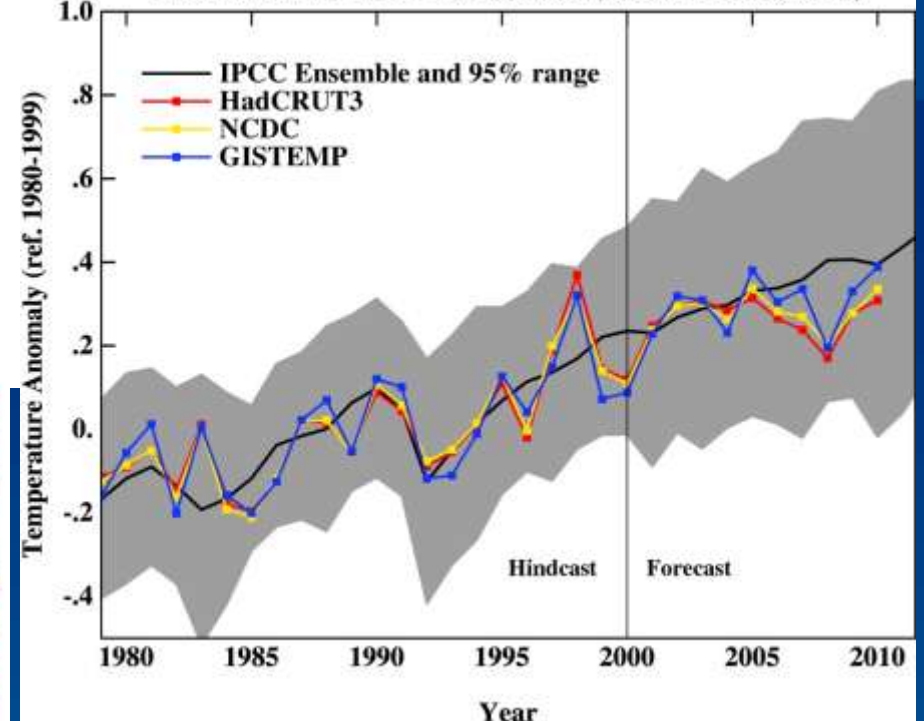 1.0
.8
.6
.4
.2
0.
-.2
-.4
Temperature Anomaly (ref. 1980-1999)
IPCC Ensemble and 95% range
HadCRUT3
NCDC
GISTEMP
Hindcast Forecast
1980 1985 1990 1995 2000 2005 2010
Year